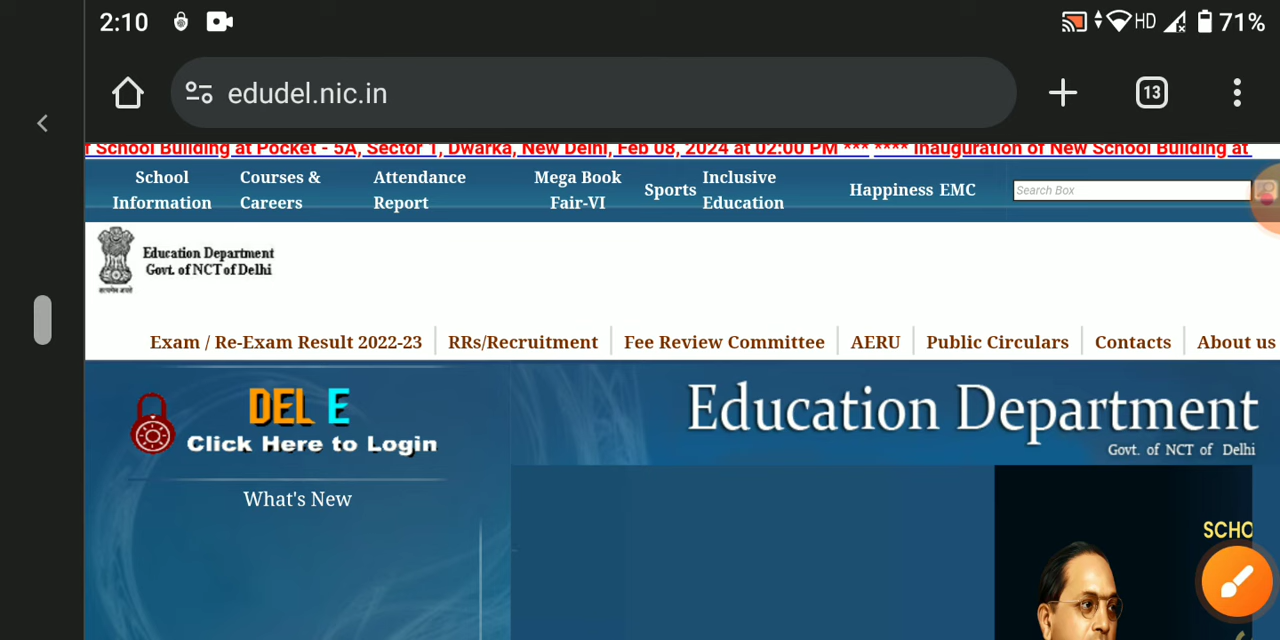 2:10
HD
71%
edudel.nic.in
13
f School Building at Pocket - 5A, Sector 1, Dwarka, New Delhi, Feb 08, 2024 at 02:00 PM *** **** Inauguration of New School Building at
School Information
Courses & Careers
Attendance Report
Mega Book Fair-VI
Sports
Inclusive Education
Happiness
EMC
Search Box
सत्यमेव जयते
Education Department
Govt. of NCT of Delhi
Exam / Re-Exam Result 2022-23
RRs/Recruitment
Fee Review Committee
AERU
Public Circulars
Contacts
About us
DEL E
Click Here to Login
Education Department
Govt. of NCT of Delhi
What's New
SCHO